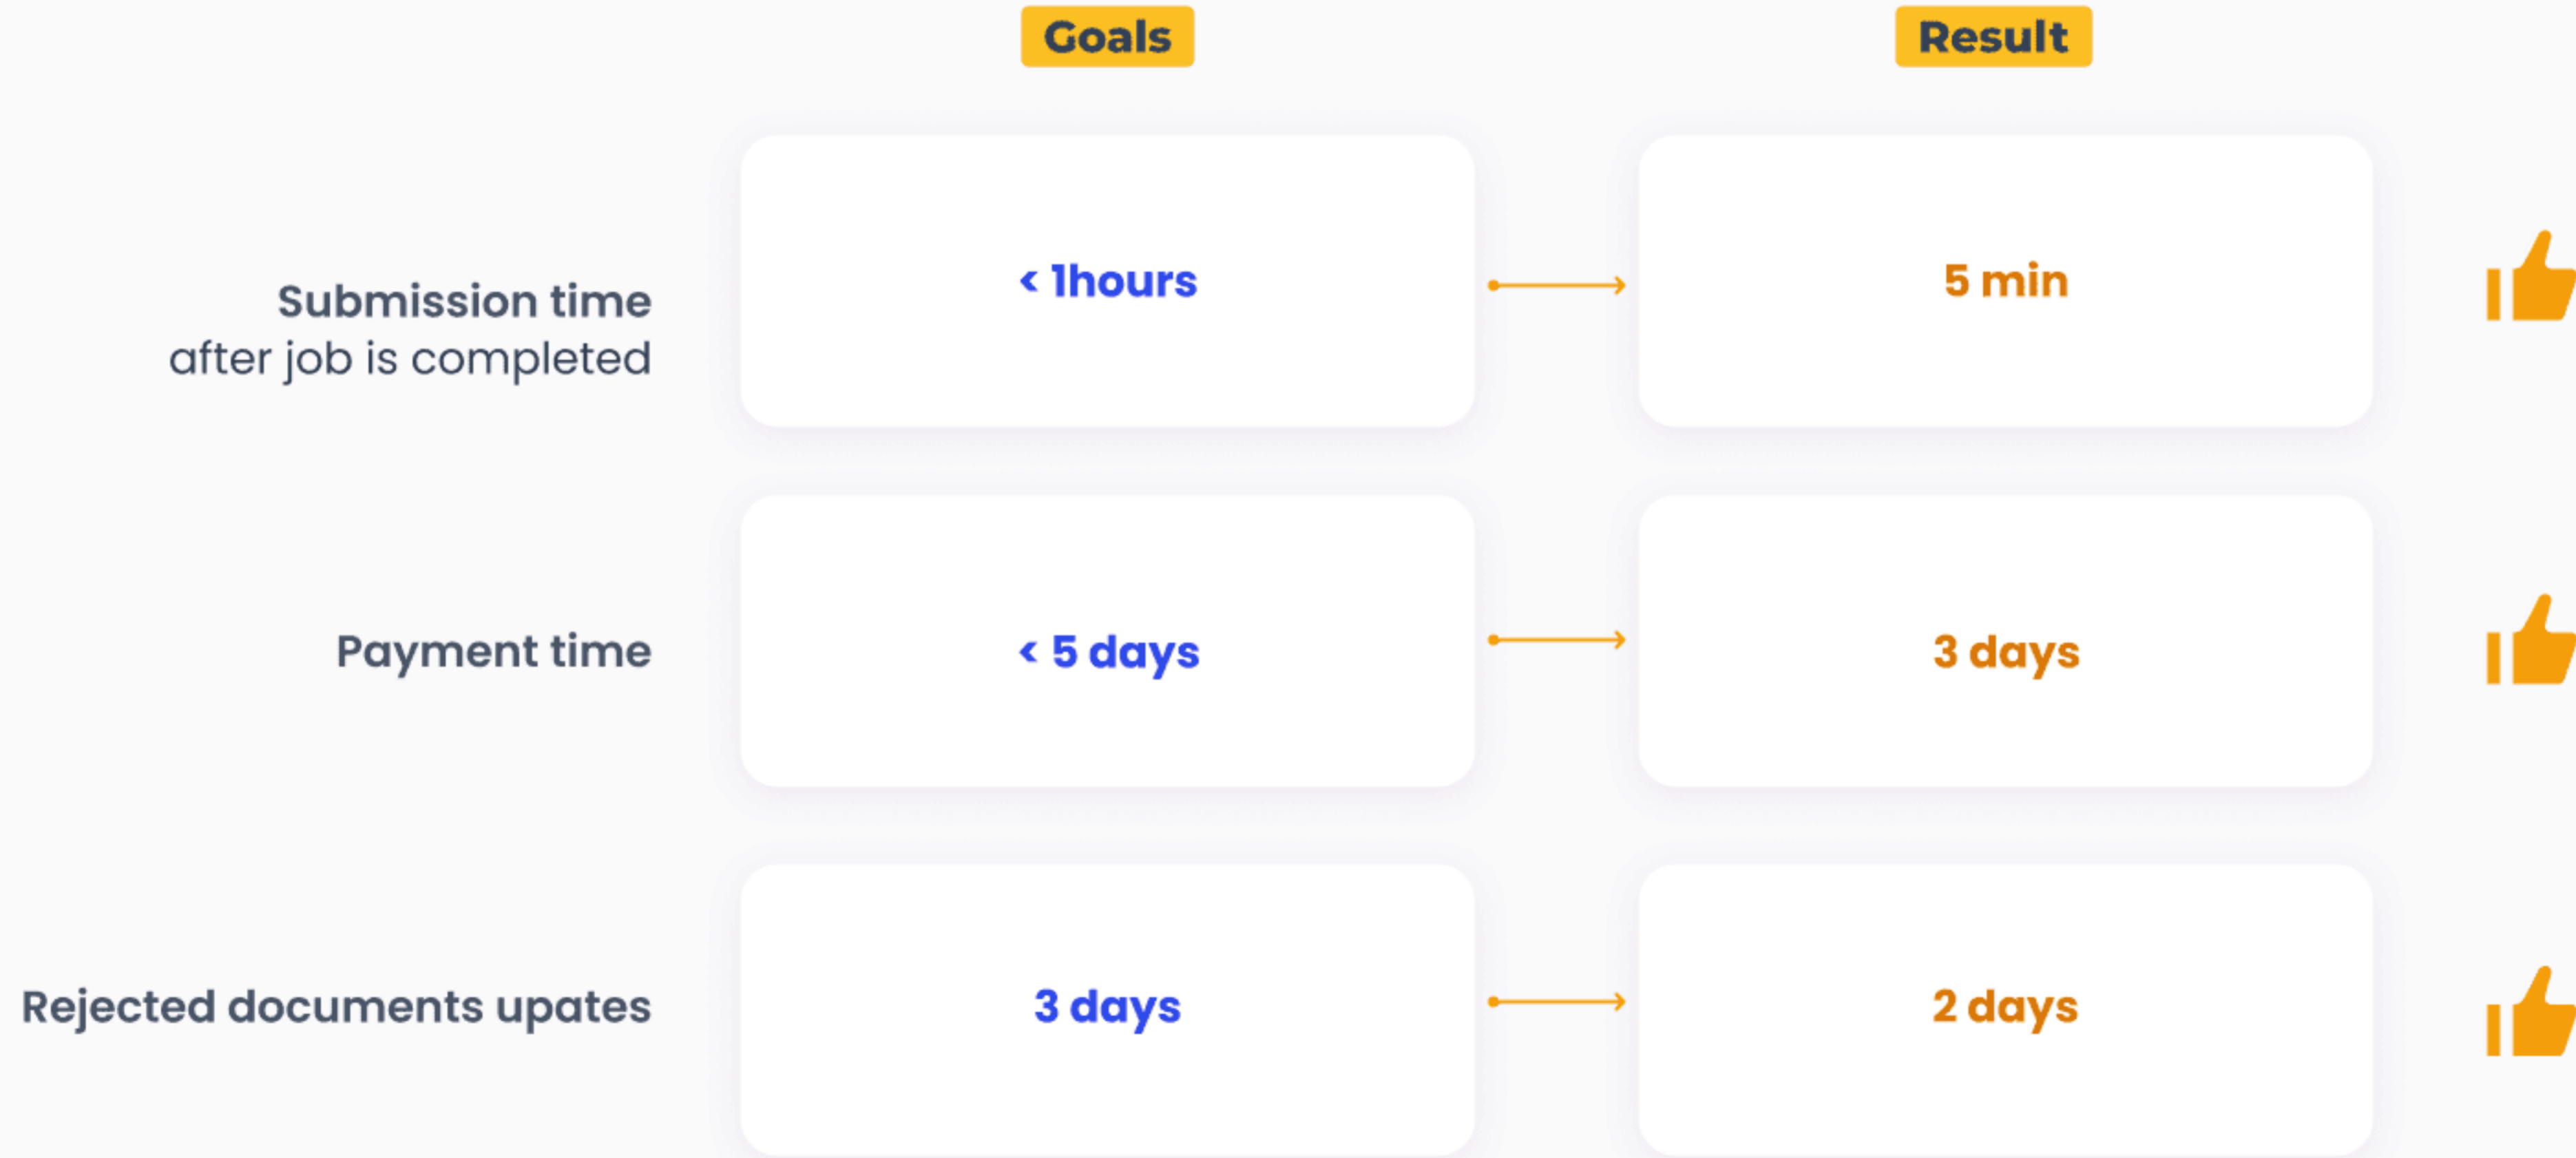 Goals
Result
Submission time
after job is completed
< 1hours
5 min
Payment time
< 5 days
3 days
Rejected documents upates
3 days
2 days